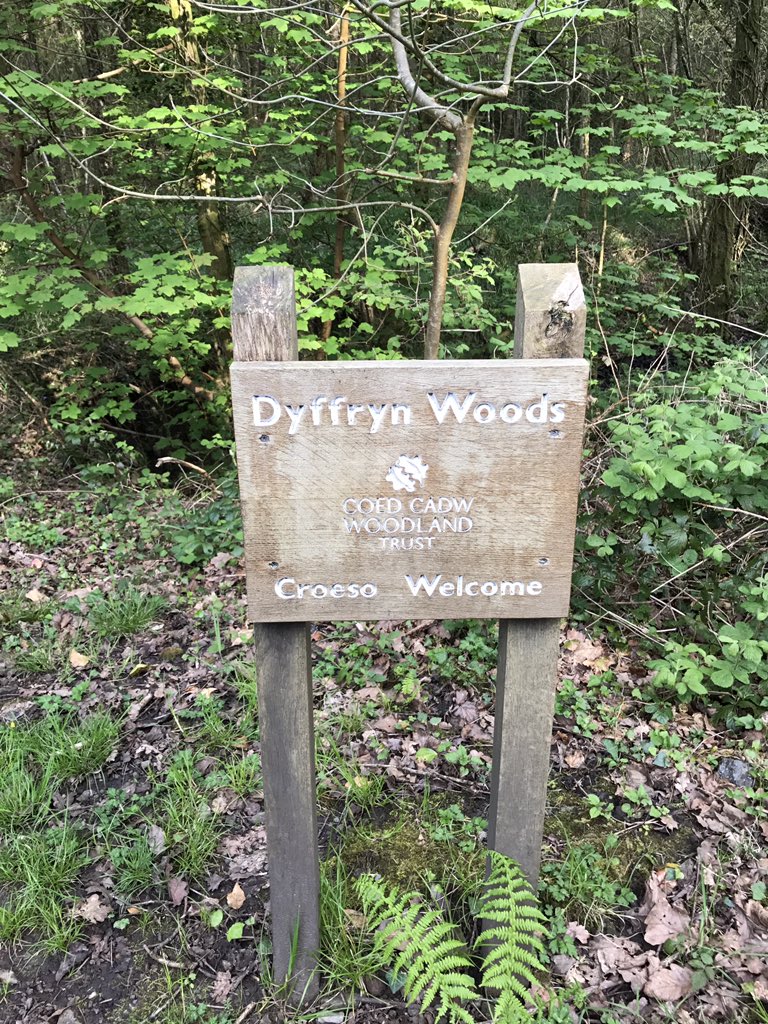 Dyffryn Woods
COED CADW
WOODLAND
TRUST
Croeso Welcome